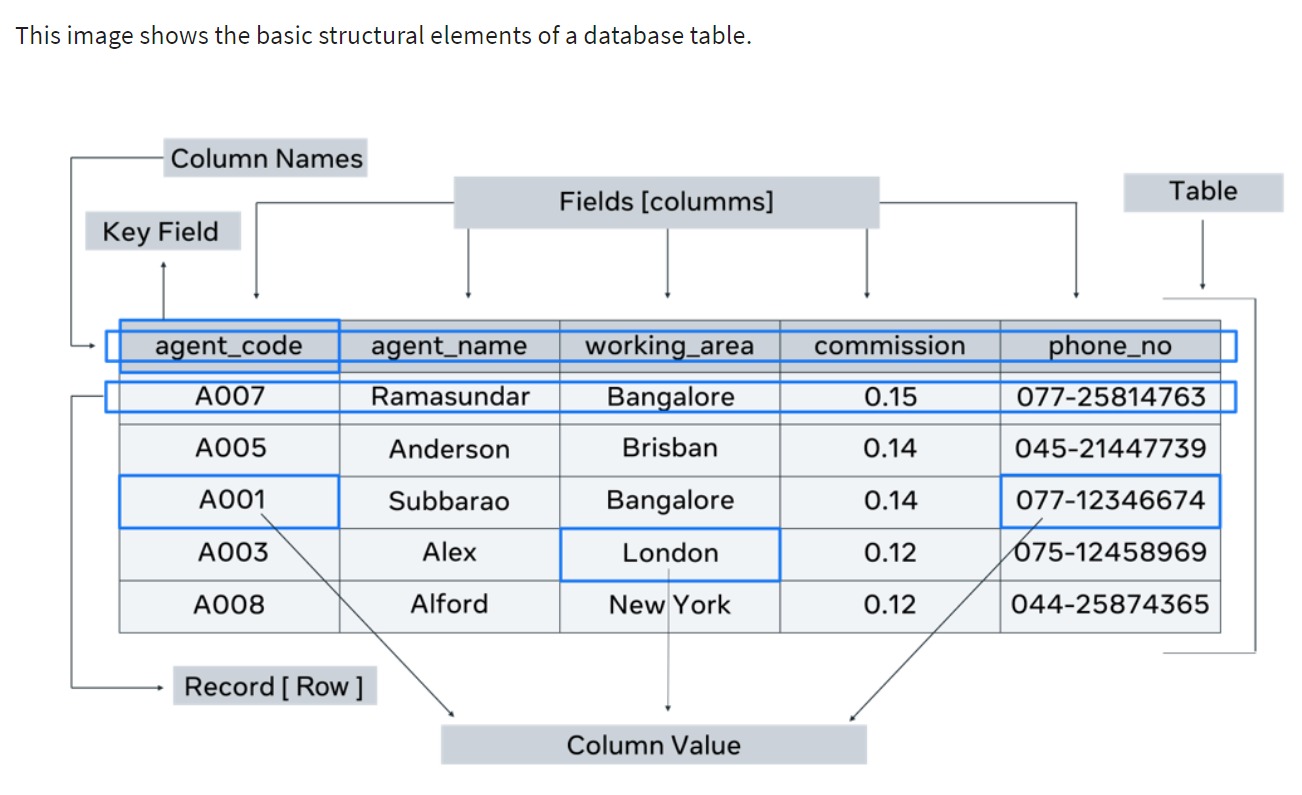 This image shows the basic structural elements of a database table.
Column Names
Fields [columms]
Table
Key Field
agent_code agent_name working_area commission phone_no
A007 Ramasundar Bangalore 0.15 077-25814763
A005 Anderson Brisban 0.14 045-21447739
A001 Subbarao Bangalore 0.14 077-12346674
A003 Alex London 0.12 075-12458969
A008 Alford New York 0.12 044-25874365
Record [ Row ]
Column Value